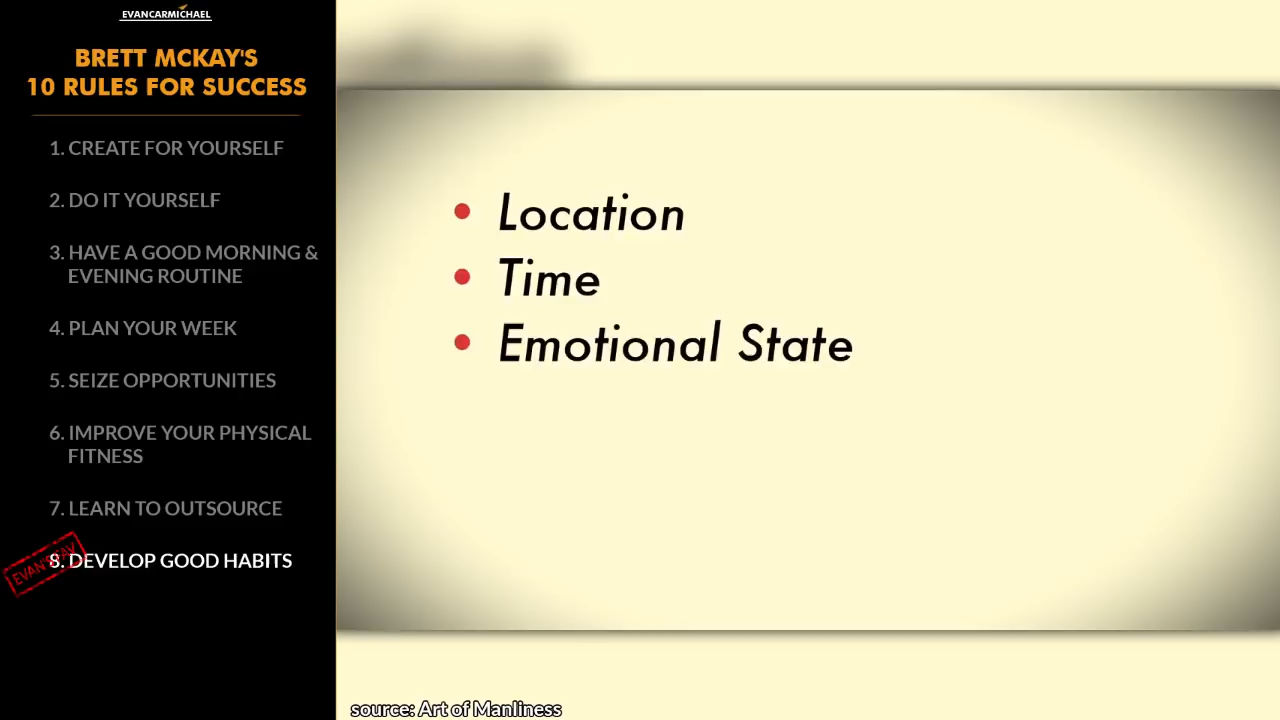 EVANCARMICHAEL
BRETT MCKAY'S
10 RULES FOR SUCCESS
1. CREATE FOR YOURSELF
2. DO IT YOURSELF
3. HAVE A GOOD MORNING &
EVENING ROUTINE
4. PLAN YOUR WEEK
5. SEIZE OPPORTUNITIES
6. IMPROVE YOUR PHYSICAL
FITNESS
7. LEARN TO OUTSOURCE
EVAN'S FAV
8. DEVELOP GOOD HABITS
• Location
• Time
• Emotional State
source: Art of Manliness